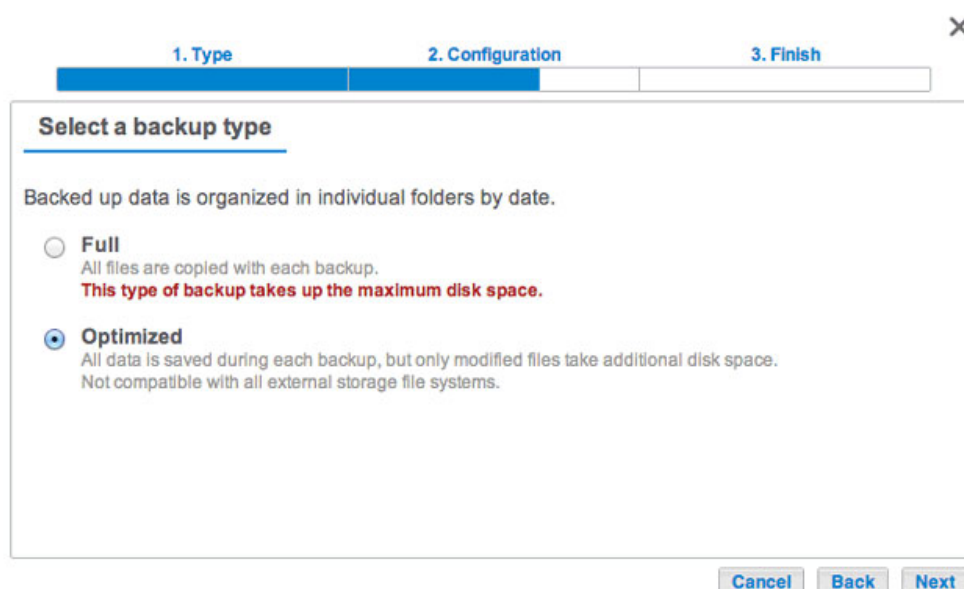 1. Type 2. Configuration 3. Finish
Select a backup type
Backed up data is organized in individual folders by date.
Full
All files are copied with each backup.
This type of backup takes up the maximum disk space.
Optimized
All data is saved during each backup, but only modified files take additional disk space.
Not compatible with all external storage file systems.
Cancel Back Next